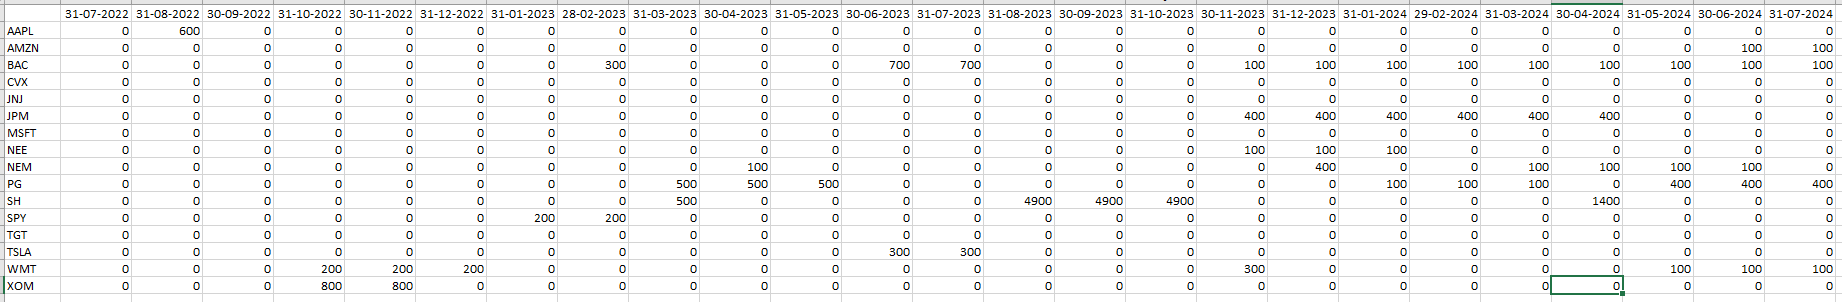 31-07-2022 31-08-2022 30-09-2022 31-10-2022 30-11-2022 31-12-2022 31-01-2023 28-02-2023 31-03-2023 30-04-2023 31-05-2023 30-06-2023 31-07-2023 31-08-2023 30-09-2023 31-10-2023 30-11-2023 31-12-2023 31-01-2024 29-02-2024 31-03-2024 30-04-2024 31-05-2024 30-06-2024 31-07-2024
AAPL 0 600 0 0 0 0 0 0 0 0 0 0 0 0 0 0 0 0 0 0 0 0 0 0 0
AMZN 0 0 0 0 0 0 0 0 0 0 0 0 0 0 0 0 0 0 0 0 0 0 0 100 100
BAC 0 0 0 0 0 0 0 300 0 0 0 700 700 0 0 0 100 100 100 100 100 100 100 100 100
CVX 0 0 0 0 0 0 0 0 0 0 0 0 0 0 0 0 0 0 0 0 0 0 0 0 0
JNJ 0 0 0 0 0 0 0 0 0 0 0 0 0 0 0 0 0 0 0 0 0 0 0 0 0
JPM 0 0 0 0 0 0 0 0 0 0 0 0 0 0 0 0 400 400 400 400 400 400 0 0 0
MSFT 0 0 0 0 0 0 0 0 0 0 0 0 0 0 0 0 0 0 0 0 0 0 0 0 0
NEE 0 0 0 0 0 0 0 0 0 0 0 0 0 0 0 0 100 100 100 0 0 0 0 0 0
NEM 0 0 0 0 0 0 0 0 0 100 0 0 0 0 0 0 0 400 0 0 100 100 100 100 0
PG 0 0 0 0 0 0 0 0 500 500 500 0 0 0 0 0 0 0 100 100 100 0 400 400 400
SH 0 0 0 0 0 0 0 0 500 0 0 0 0 4900 4900 4900 0 0 0 0 0 1400 0 0 0
SPY 0 0 0 0 0 0 200 200 0 0 0 0 0 0 0 0 0 0 0 0 0 0 0 0 0
TGT 0 0 0 0 0 0 0 0 0 0 0 0 0 0 0 0 0 0 0 0 0 0 0 0 0
TSLA 0 0 0 0 0 0 0 0 0 0 0 300 300 0 0 0 0 0 0 0 0 0 0 0 0
WMT 0 0 0 200 200 200 0 0 0 0 0 0 0 0 0 0 300 0 0 0 0 0 100 100 100
XOM 0 0 0 800 800 0 0 0 0 0 0 0 0 0 0 0 0 0 0 0 0 0 0 0 0